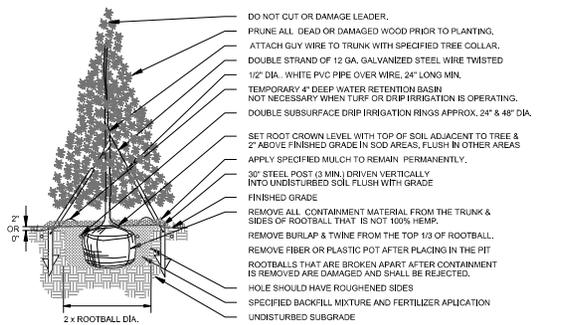 DO NOT CUT OR DAMAGE LEADER.
PRUNE ALL DEAD OR DAMAGED WOOD PRIOR TO PLANTING.
ATTACH GUY WIRE TO TRUNK WITH SPECIFIED TREE COLLAR.
DOUBLE STRAND OF 12 GA. GALVANIZED STEEL WIRE TWISTED
1/2" DIA.. WHITE PVC PIPE OVER WIRE, 24" LONG MIN.
TEMPORARY 4" DEEP WATER RETENTION BASIN
NOT NECESSARY WHEN TURF OR DRIP IRRIGATION IS OPERATING.
DOUBLE SUBSURFACE DRIP IRRIGATION RINGS APPROX. 24" & 48" DIA.
SET ROOT CROWN LEVEL WITH TOP OF SOIL ADJACENT TO TREE &
2" ABOVE FINISHED GRADE IN SOD AREAS, FLUSH IN OTHER AREAS
APPLY SPECIFIED MULCH TO REMAIN PERMANENTLY.
30" STEEL POST (3 MIN.) DRIVEN VERTICALLY
INTO UNDISTURBED SOIL FLUSH WITH GRADE
FINISHED GRADE
REMOVE ALL CONTAINMENT MATERIAL FROM THE TRUNK &
SIDES OF ROOTBALL THAT IS NOT 100% HEMP.
REMOVE BURLAP & TWINE FROM THE TOP 1/3 OF ROOTBALL.
REMOVE FIBER OR PLASTIC POT AFTER PLACING IN THE PIT
ROOTBALLS THAT ARE BROKEN APART AFTER CONTAINMENT
IS REMOVED ARE DAMAGED AND SHALL BE REJECTED.
HOLE SHOULD HAVE ROUGHENED SIDES
SPECIFIED BACKFILL MIXTURE AND FERTILIZER APLICATION
UNDISTURBED SUBGRADE
2"
OR
0"
2 x ROOTBALL DIA.